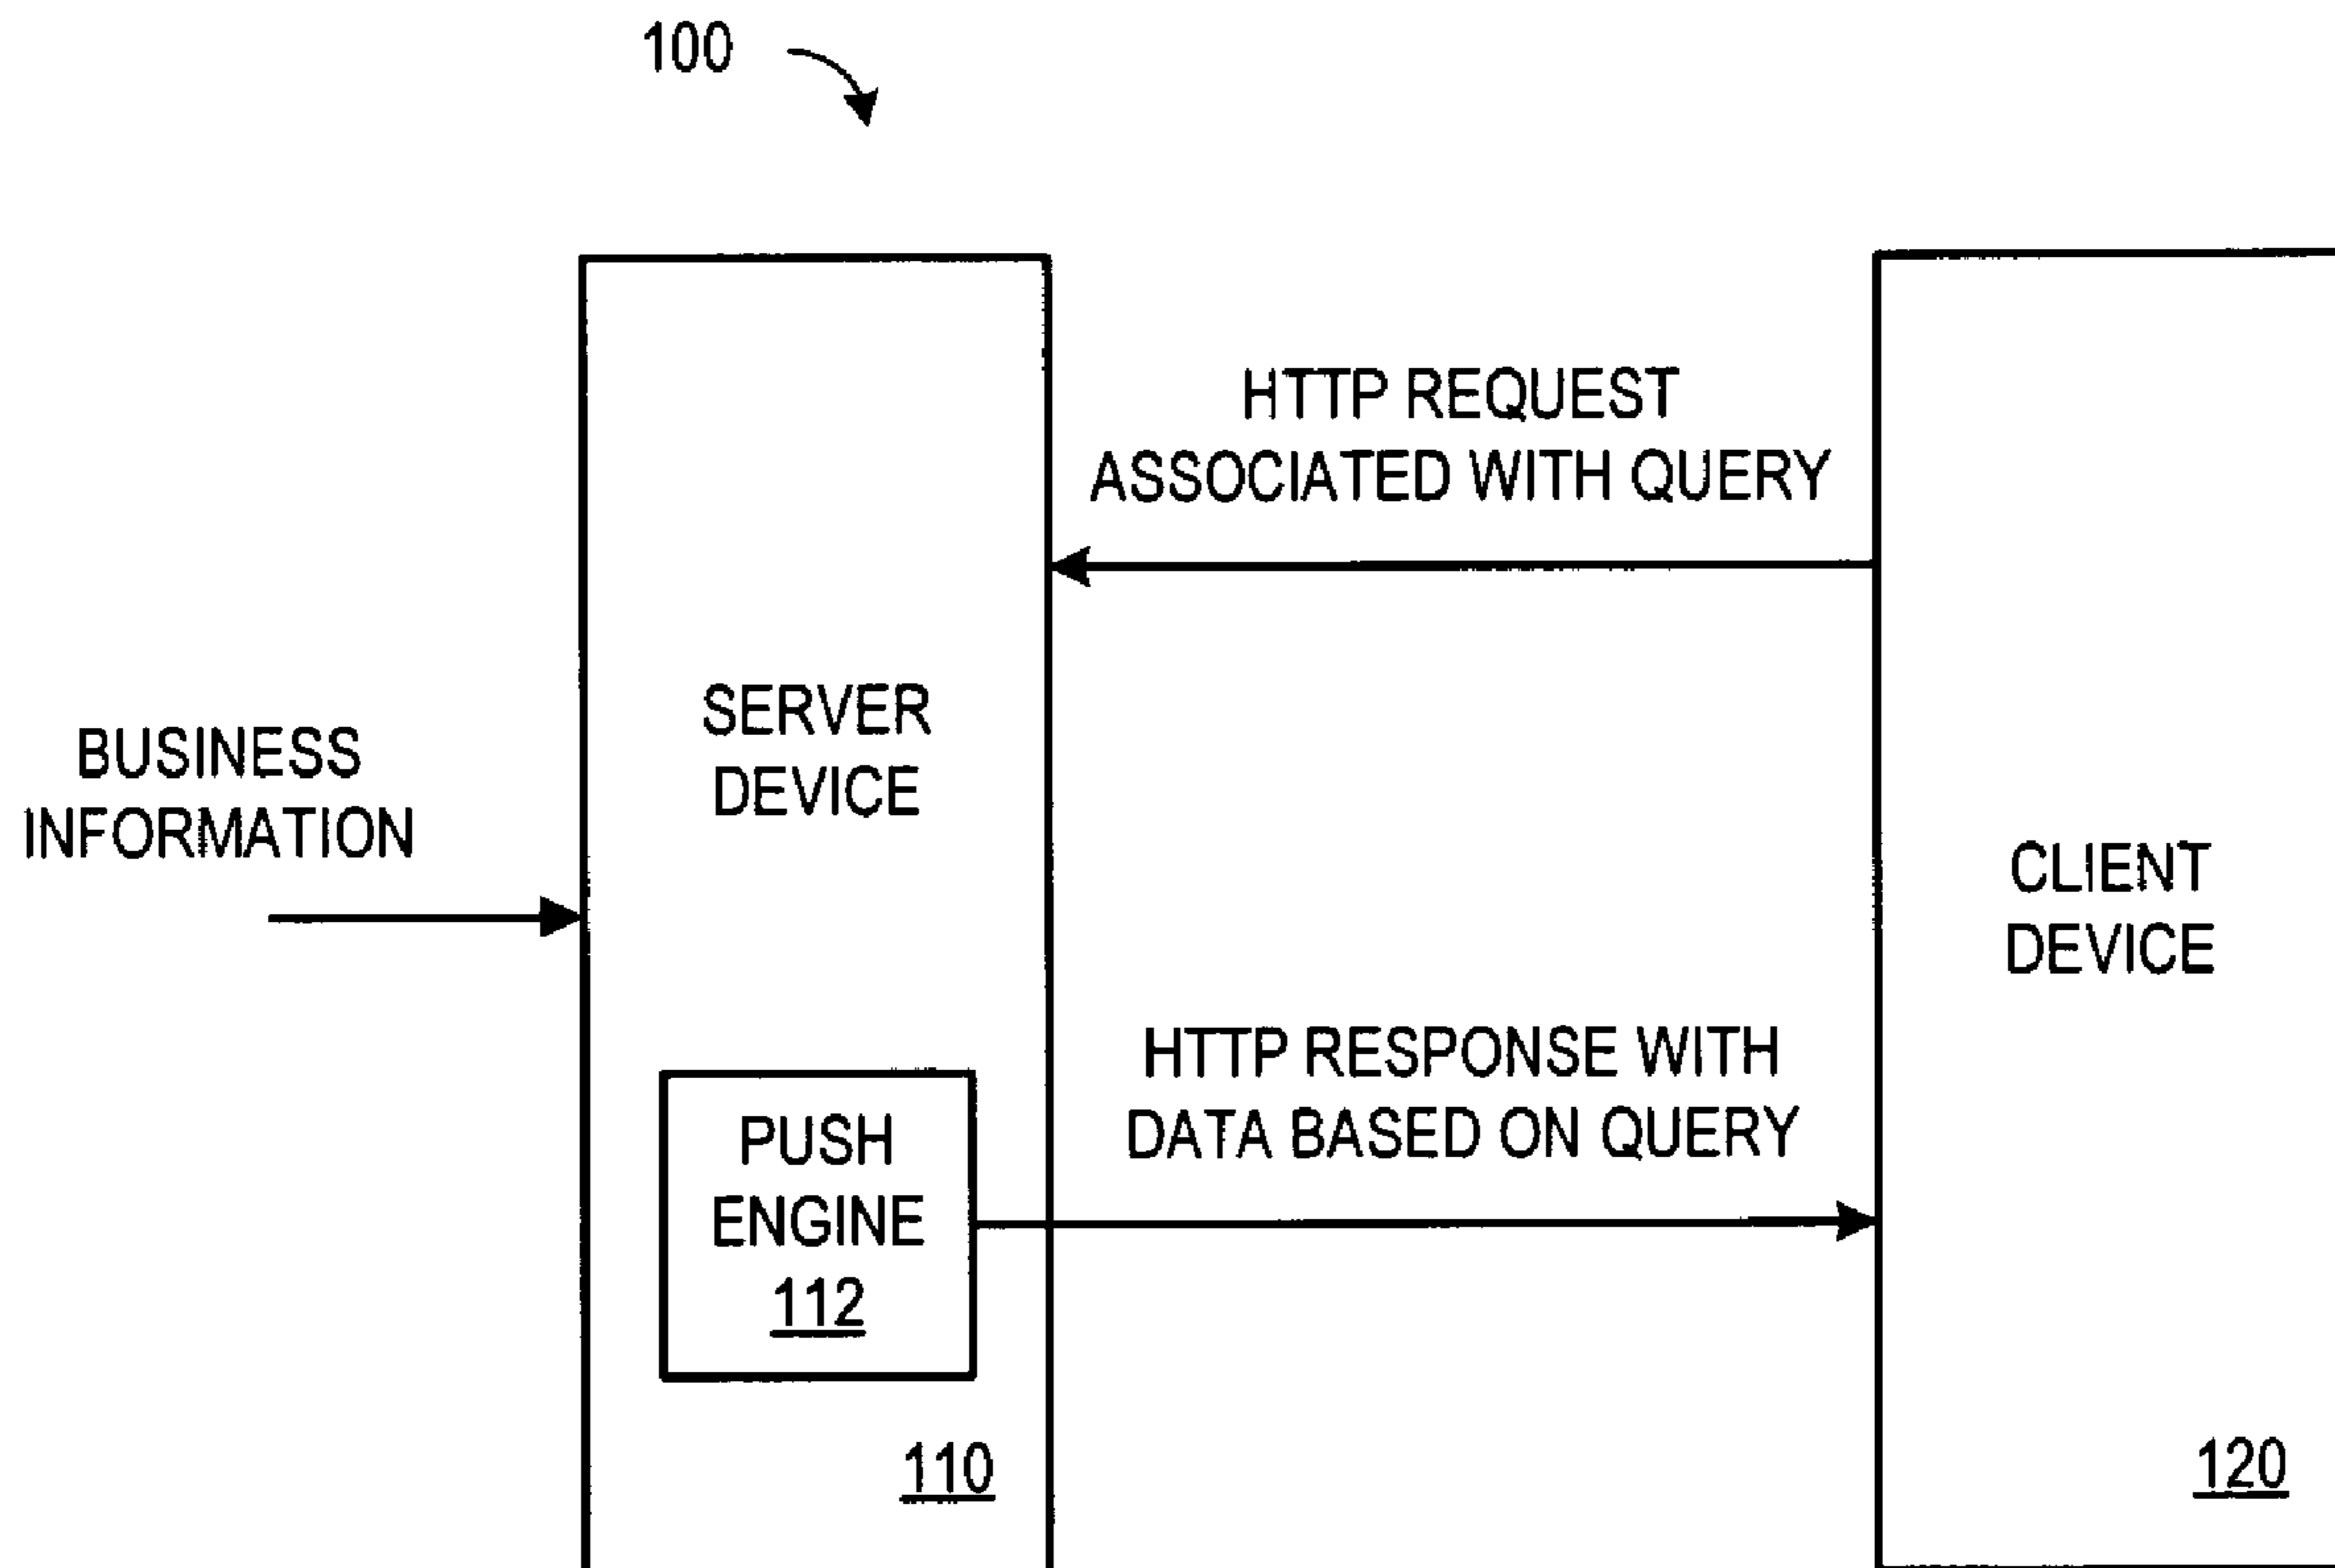 100
HTTP REQUEST
ASSOCIATED WITH QUERY
SERVER
DEVICE
BUSINESS
INFORMATION
CLIENT
DEVICE
HTTP RESPONSE WITH
DATA BASED ON QUERY
PUSH
ENGINE
112
110
120